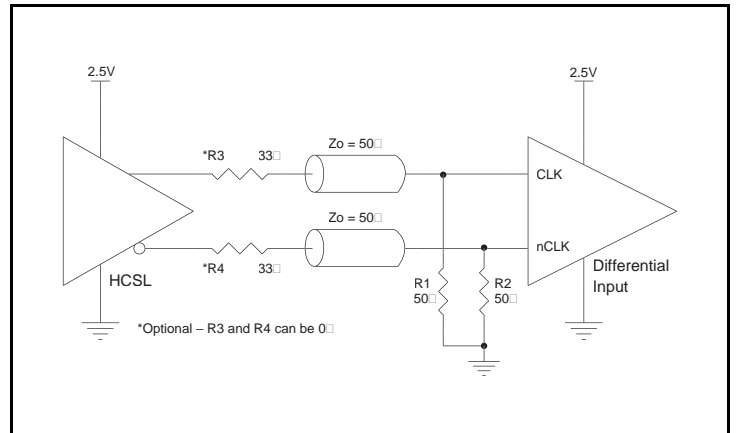 2.5V
2.5V
Zo = 50□
*R3 33□
CLK
Zo = 50□
nCLK
*R4 33□
HCSL
R1
50□
R2
50□
Differential
Input
*Optional – R3 and R4 can be 0□